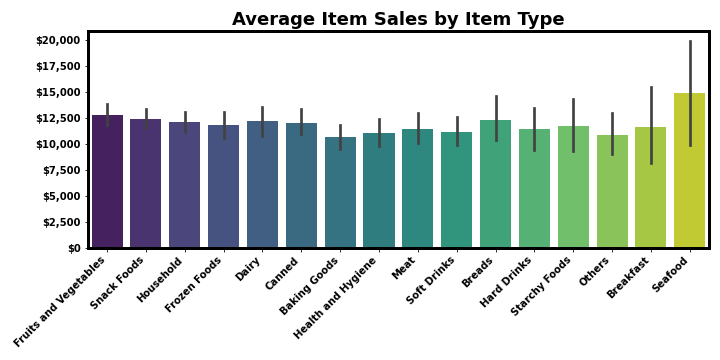 Average Item Sales by Item Type
$20,000
$17,500
$15,000
$12,500
$10,000
$7,500
$5,000
$2,500
$0
Fruits and Vegetables
Snack Foods
Household
Frozen Foods
Dairy
Canned
Baking Goods
Health and Hygiene
Meat
Soft Drinks
Breads
Hard Drinks
Starchy Foods
Others
Breakfast
Seafood